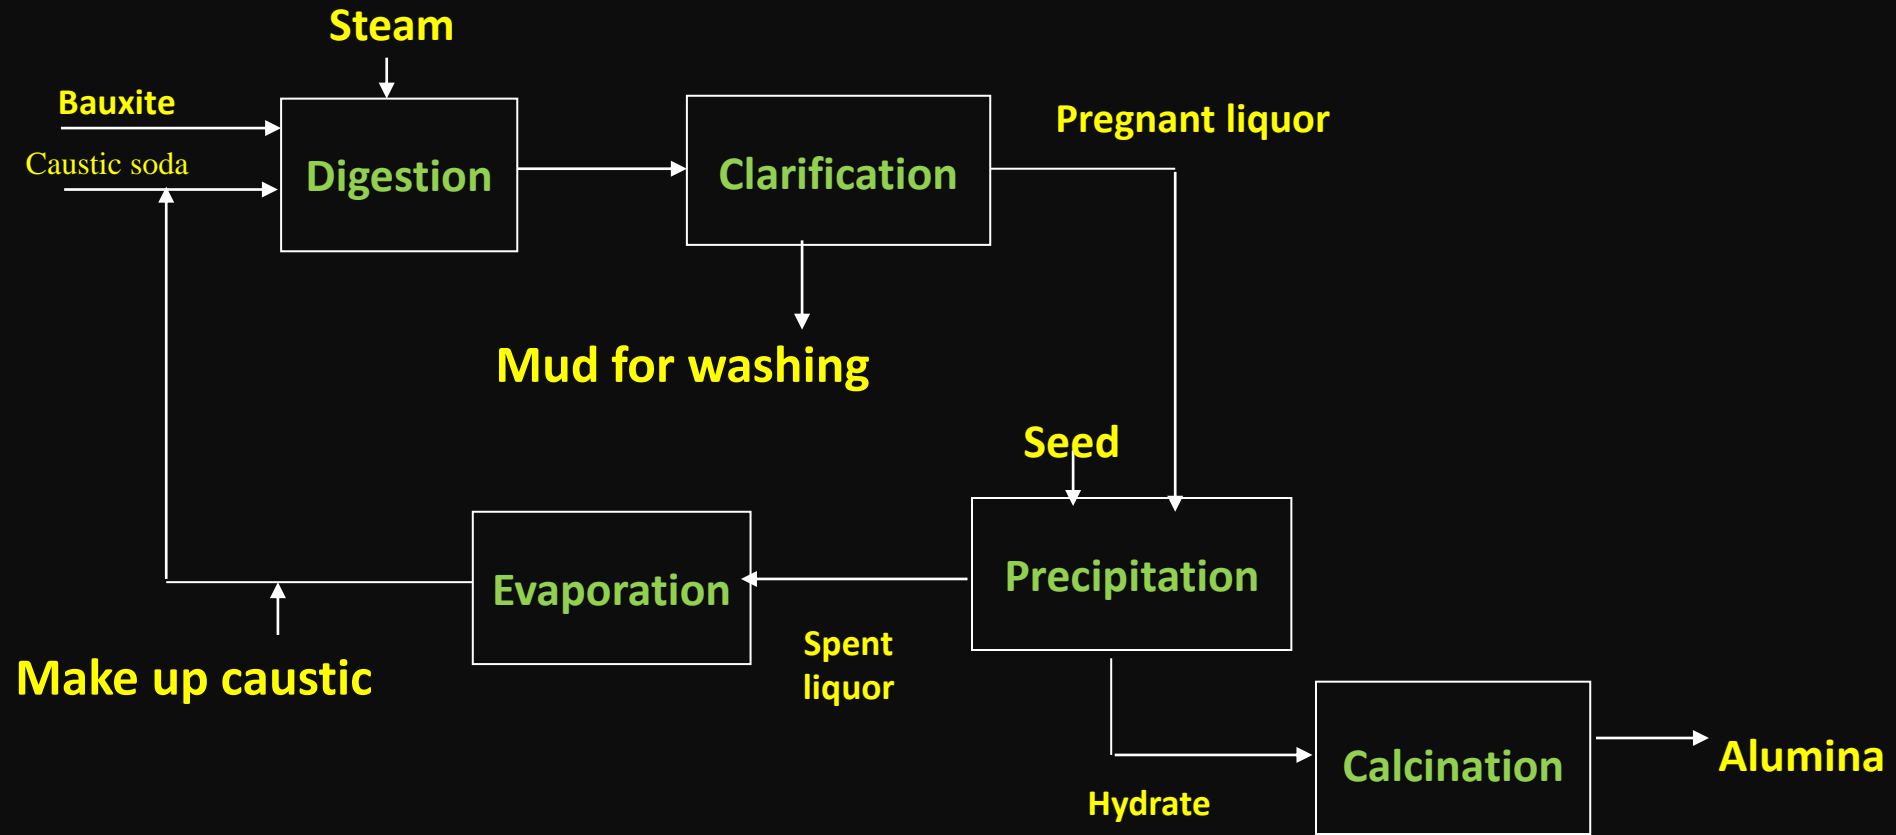 Steam
Bauxite
Caustic soda
Digestion
Clarification
Pregnant liquor
Mud for washing
Seed
Precipitation
Evaporation
Spent
liquor
Make up caustic
Hydrate
Calcination
Alumina